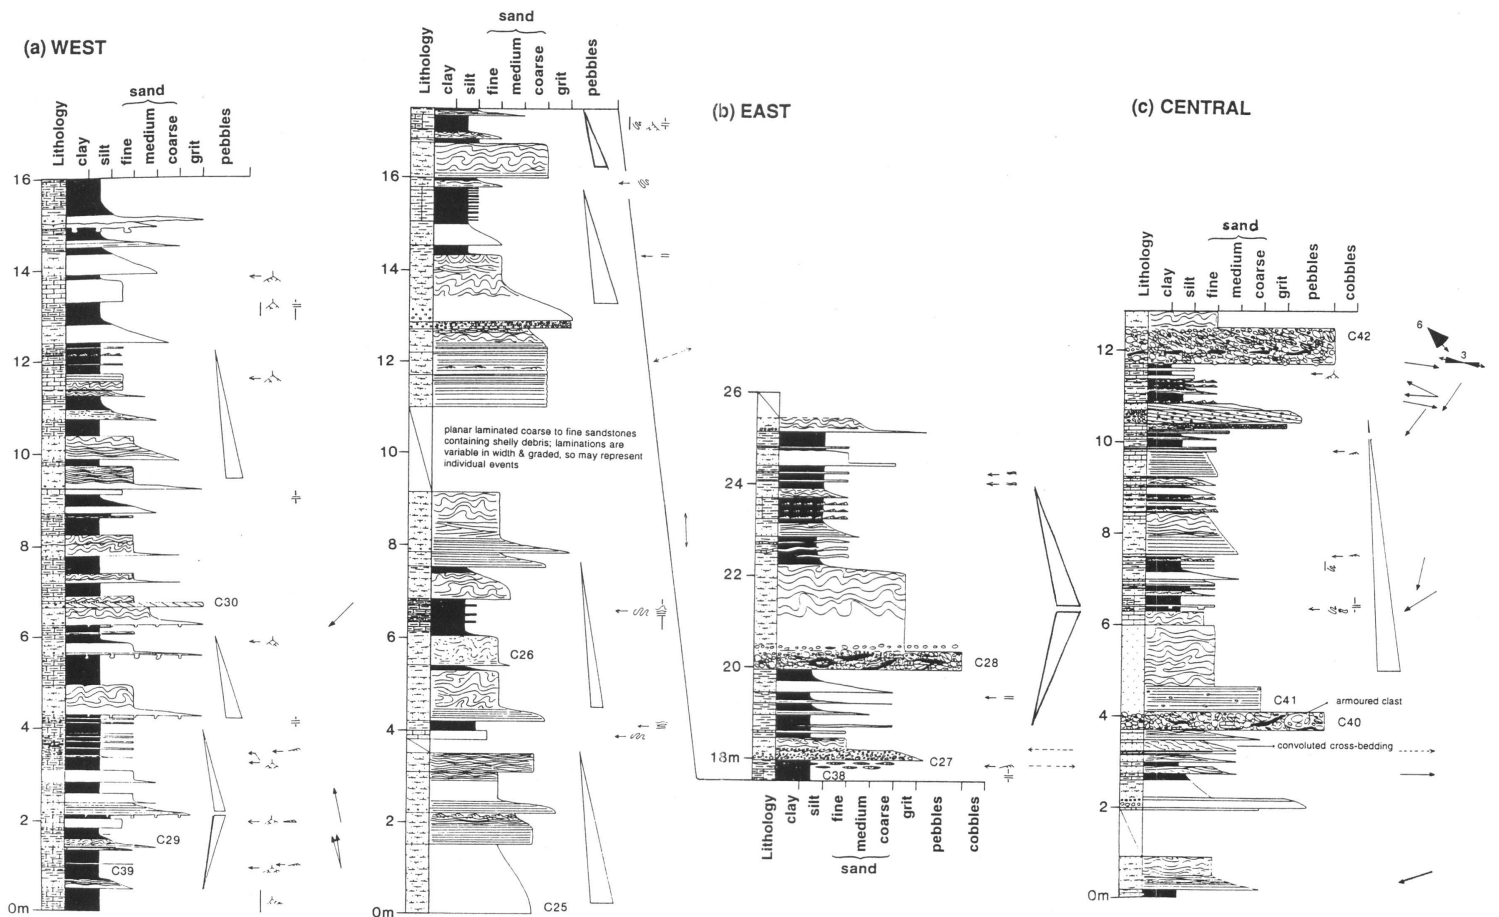 (a) WEST
sand
Lithology
clay
silt
fine
medium
coarse
grit
pebbles
16
14
12
10
8
6
4
2
0m
C30
C29
C39
sand
Lithology
clay
silt
fine
medium
coarse
grit
pebbles
16
14
12
10
8
6
4
2
0m
planar laminated coarse to fine sandstones
containing shelly debris; laminations are
variable in width & graded, so may represent
individual events
C26
C25
(b) EAST
26
24
22
20
18m
C28
C27
C38
Lithology
clay
silt
fine
medium
coarse
grit
pebbles
cobbles
sand
(c) CENTRAL
sand
Lithology
clay
silt
fine
medium
coarse
grit
pebbles
cobbles
12
10
8
6
4
2
0m
C42
6
3
C41
armoured clast
C40
convoluted cross-bedding